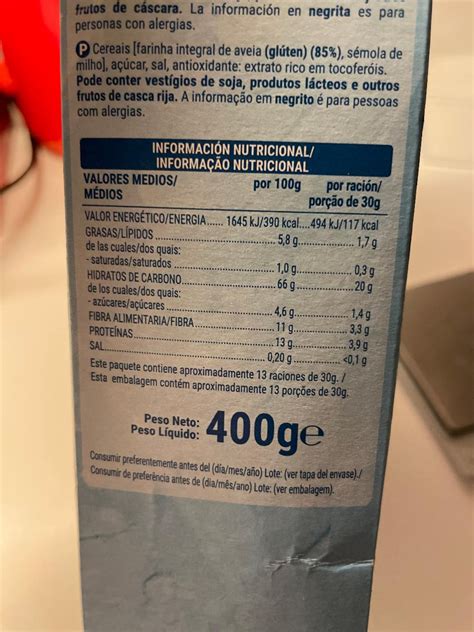 frutos de cáscara. La información en negrita es para
personas con alergias.
P Cereais [farinha integral de aveia (glúten) (85%), sémola de
milho], açúcar, sal, antioxidante: extrato rico em tocoferóis.
Pode conter vestígios de soja, produtos lácteos e outros
frutos de casca rija. A informação em negrito é para pessoas
com alergias.
INFORMACIÓN NUTRICIONAL/
INFORMAÇÃO NUTRICIONAL
VALORES MEDIOS/ por 100g por ración/
MÉDIOS porção de 30g
VALOR ENERGÉTICO/ENERGIA...... 1645 kJ/390 kcal....494 kJ/117 kcal
GRASAS/LÍPIDOS 5,8 g 1,7 g
de las cuales/dos quais:
- saturadas/saturados 1,0 g 0,3 g
HIDRATOS DE CARBONO 66 g 20 g
de los cuales/dos quais:
- azúcares/açúcares 4,6 g 1,4 g
FIBRA ALIMENTARIA/FIBRA 11 g 3,3 g
PROTEÍNAS 13 g 3,9 g
SAL 0,20 g <0,1 g
Este paquete contiene aproximadamente 13 raciones de 30g. /
Esta embalagem contém aproximadamente 13 porções de 30g.
Peso Neto:
Peso Líquido: 400g e
Consumir preferentemente antes del (día/mes/año) Lote: (ver tapa del envase)./
Consumir de preferência antes de (dia/mês/ano) Lote: (ver embalagem).